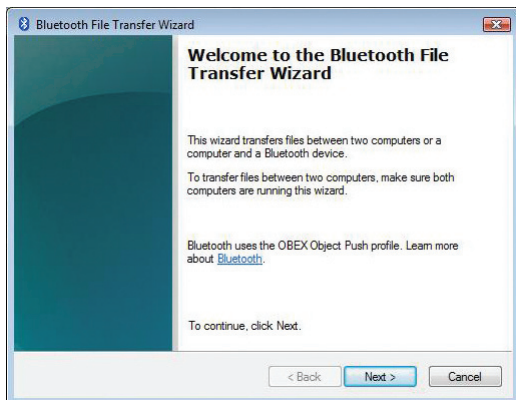 Bluetooth File Transfer Wizard
Welcome to the Bluetooth File
Transfer Wizard
This wizard transfers files between two computers or a
computer and a Bluetooth device.
To transfer files between two computers, make sure both
computers are running this wizard.
Bluetooth uses the OBEX Object Push profile. Learn more
about Bluetooth.
To continue, click Next.
< Back Next > Cancel